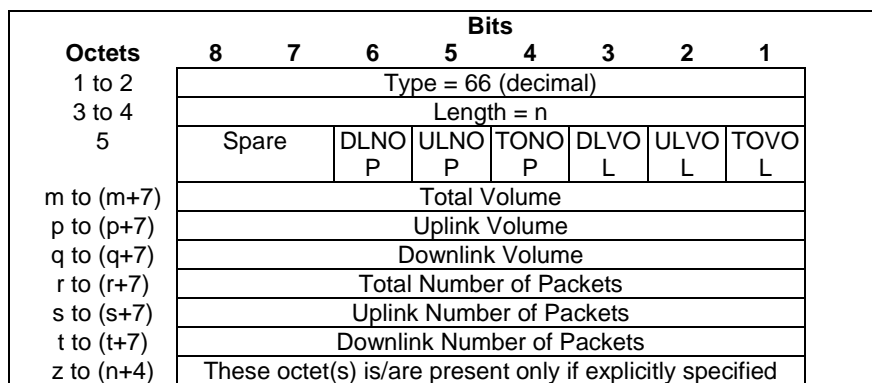 Bits
Octets 8 7 6 5 4 3 2 1
1 to 2 Type = 66 (decimal)
3 to 4 Length = n
5 Spare DLNO ULNO TONO DLVO ULVO TOVO
P P P L L L
m to (m+7) Total Volume
p to (p+7) Uplink Volume
q to (q+7) Downlink Volume
r to (r+7) Total Number of Packets
s to (s+7) Uplink Number of Packets
t to (t+7) Downlink Number of Packets
z to (n+4) These octet(s) is/are present only if explicitly specified